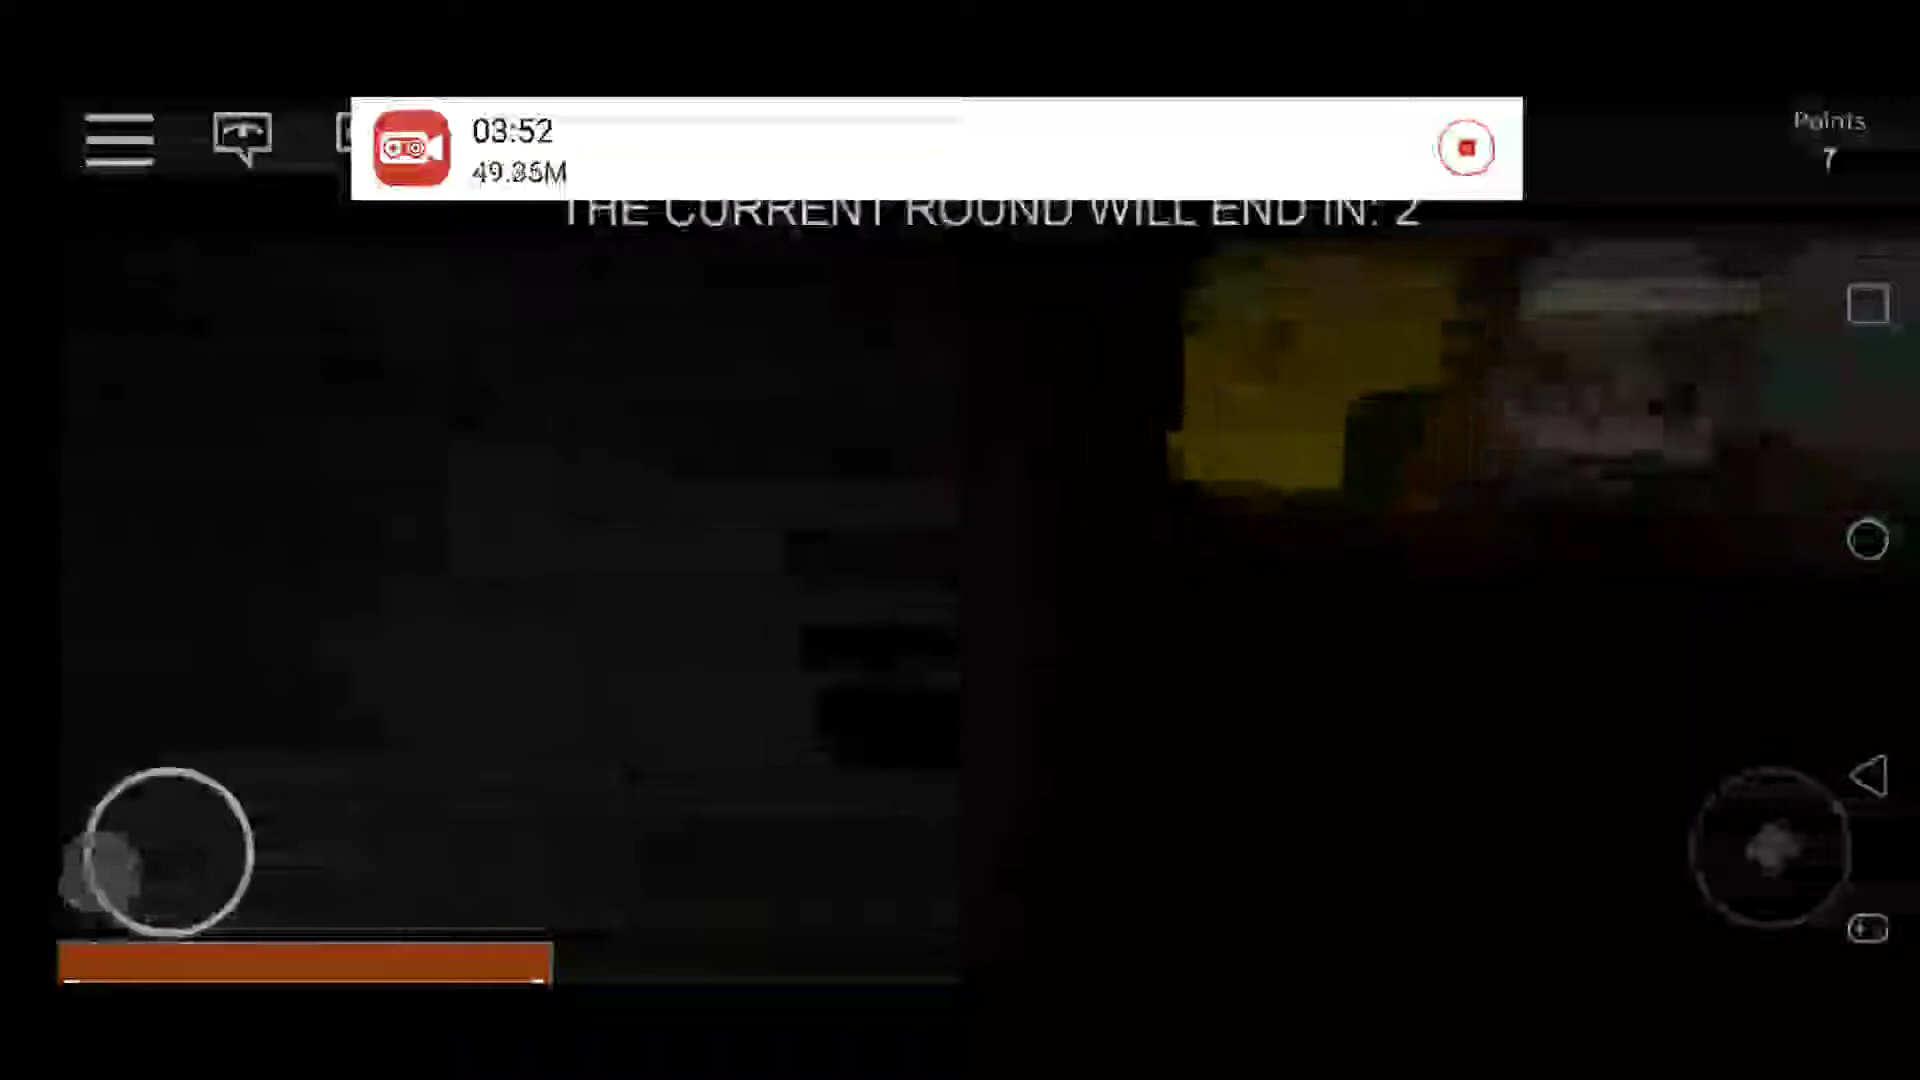 03:52
49.35M
Points
7
THE CURRENT ROUND WILL END IN: 2